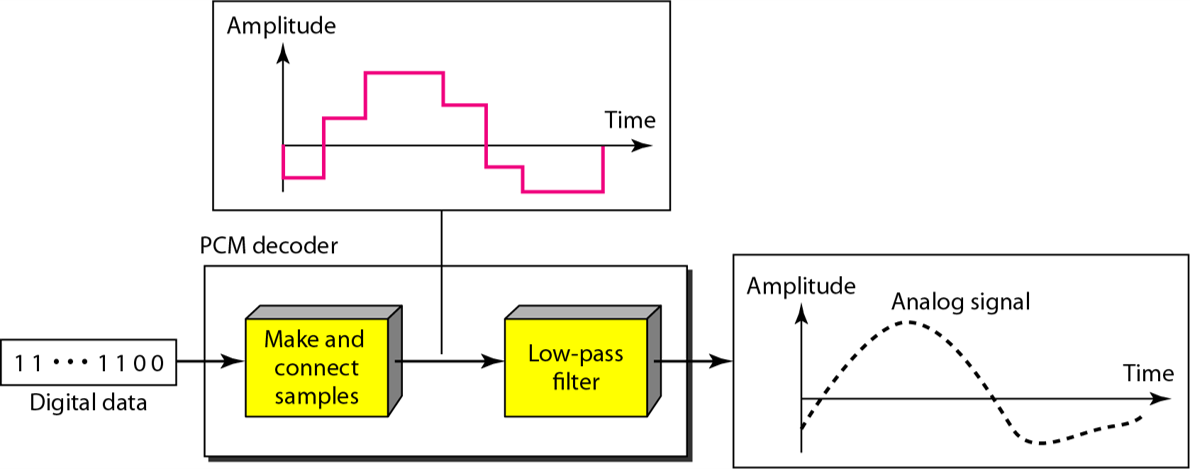 Amplitude
Time
PCM decoder
Make and
connect
samples
Low-pass
filter
11 ··· 1100
Digital data
Amplitude
Analog signal
Time